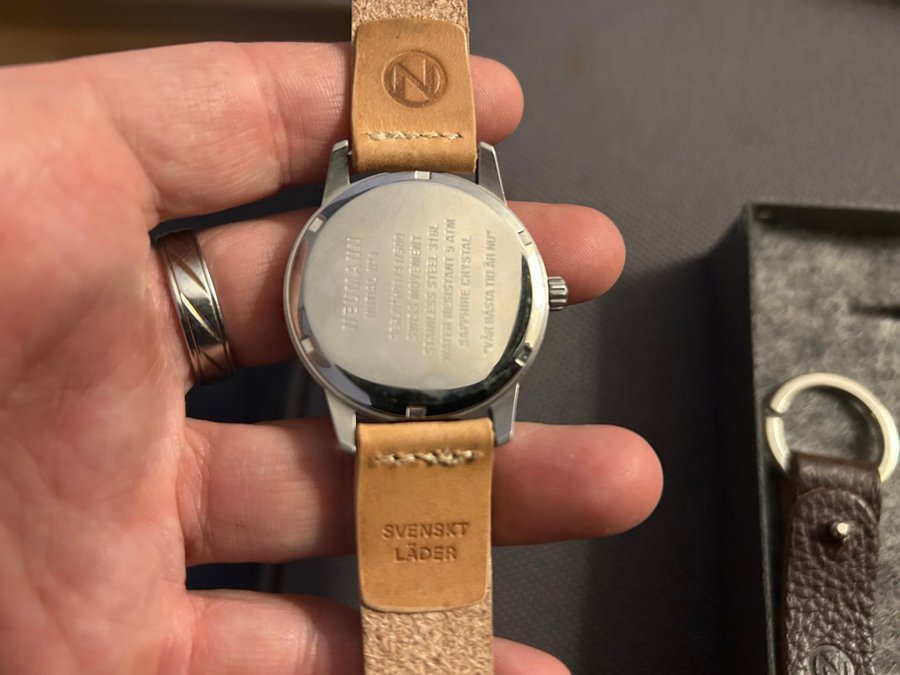 NEUMANN
INITIAL
SWISS MOVEMENT
STAINLESS STEEL 316L
WATER RESISTANT 5 ATM
SAPPHIRE CRYSTAL
"VÅR BÄSTA TID ÄR NU"
SVENSKT
LÄDER